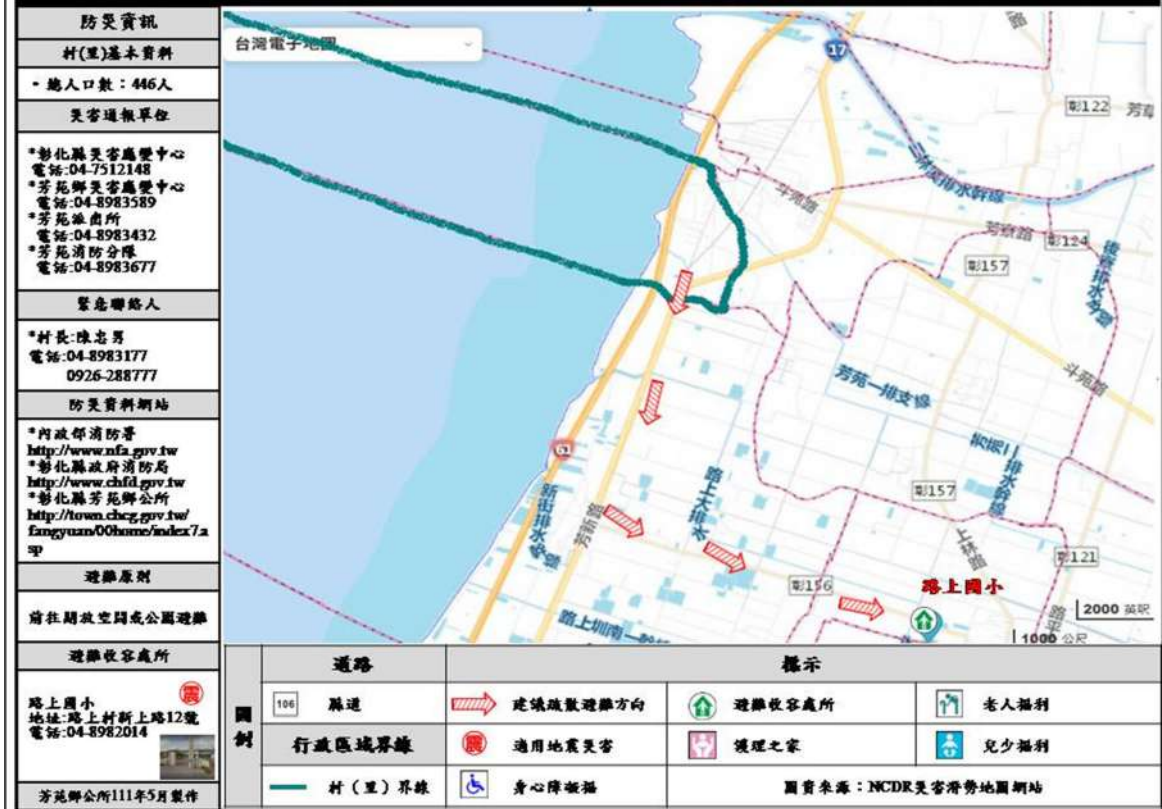 防災資訊
村(里)基本資料
・總人口數：446人
災害通報單位
*彰化縣災害應變中心
電話:04-7512148
*芳苑鄉災害應變中心
電話:04-8983589
*芳苑派出所
電話:04-8983432
*芳苑消防分隊
電話:04-8983677
緊急聯絡人
*村長:陳忠男
電話:04-8983177
0926-288777
防災資料網站
*內政部消防署
http://www.nfa.gov.tw
*彰化縣政府消防局
http://www.chfd.gov.tw
*彰化縣芳苑鄉公所
http://town.chcg.gov.tw/
fangyuan/00home/index7.a
sp
避難原則
前往開放空間或公園避難
避難收容處所
震
路上國小
地址:路上村新上路12號
電話:04-8982014
芳苑鄉公所111年5月製作
台灣電子地圖
17
彰122
斗苑路
芳寮路
彰124
彰157
斗苑路
芳苑一排支線
61
路上大排水
芳新路
彰157
上林路
彰121
彰156
路上國小
2000 英呎
1000 公尺
圖例
道路
標示
106
縣道
建議疏散避難方向
避難收容處所
老人福利
行政區域界線
震
適用地震災害
護理之家
兒少福利
村（里）界線
身心障礙福
圖資來源：NCDR災害潛勢地圖網站